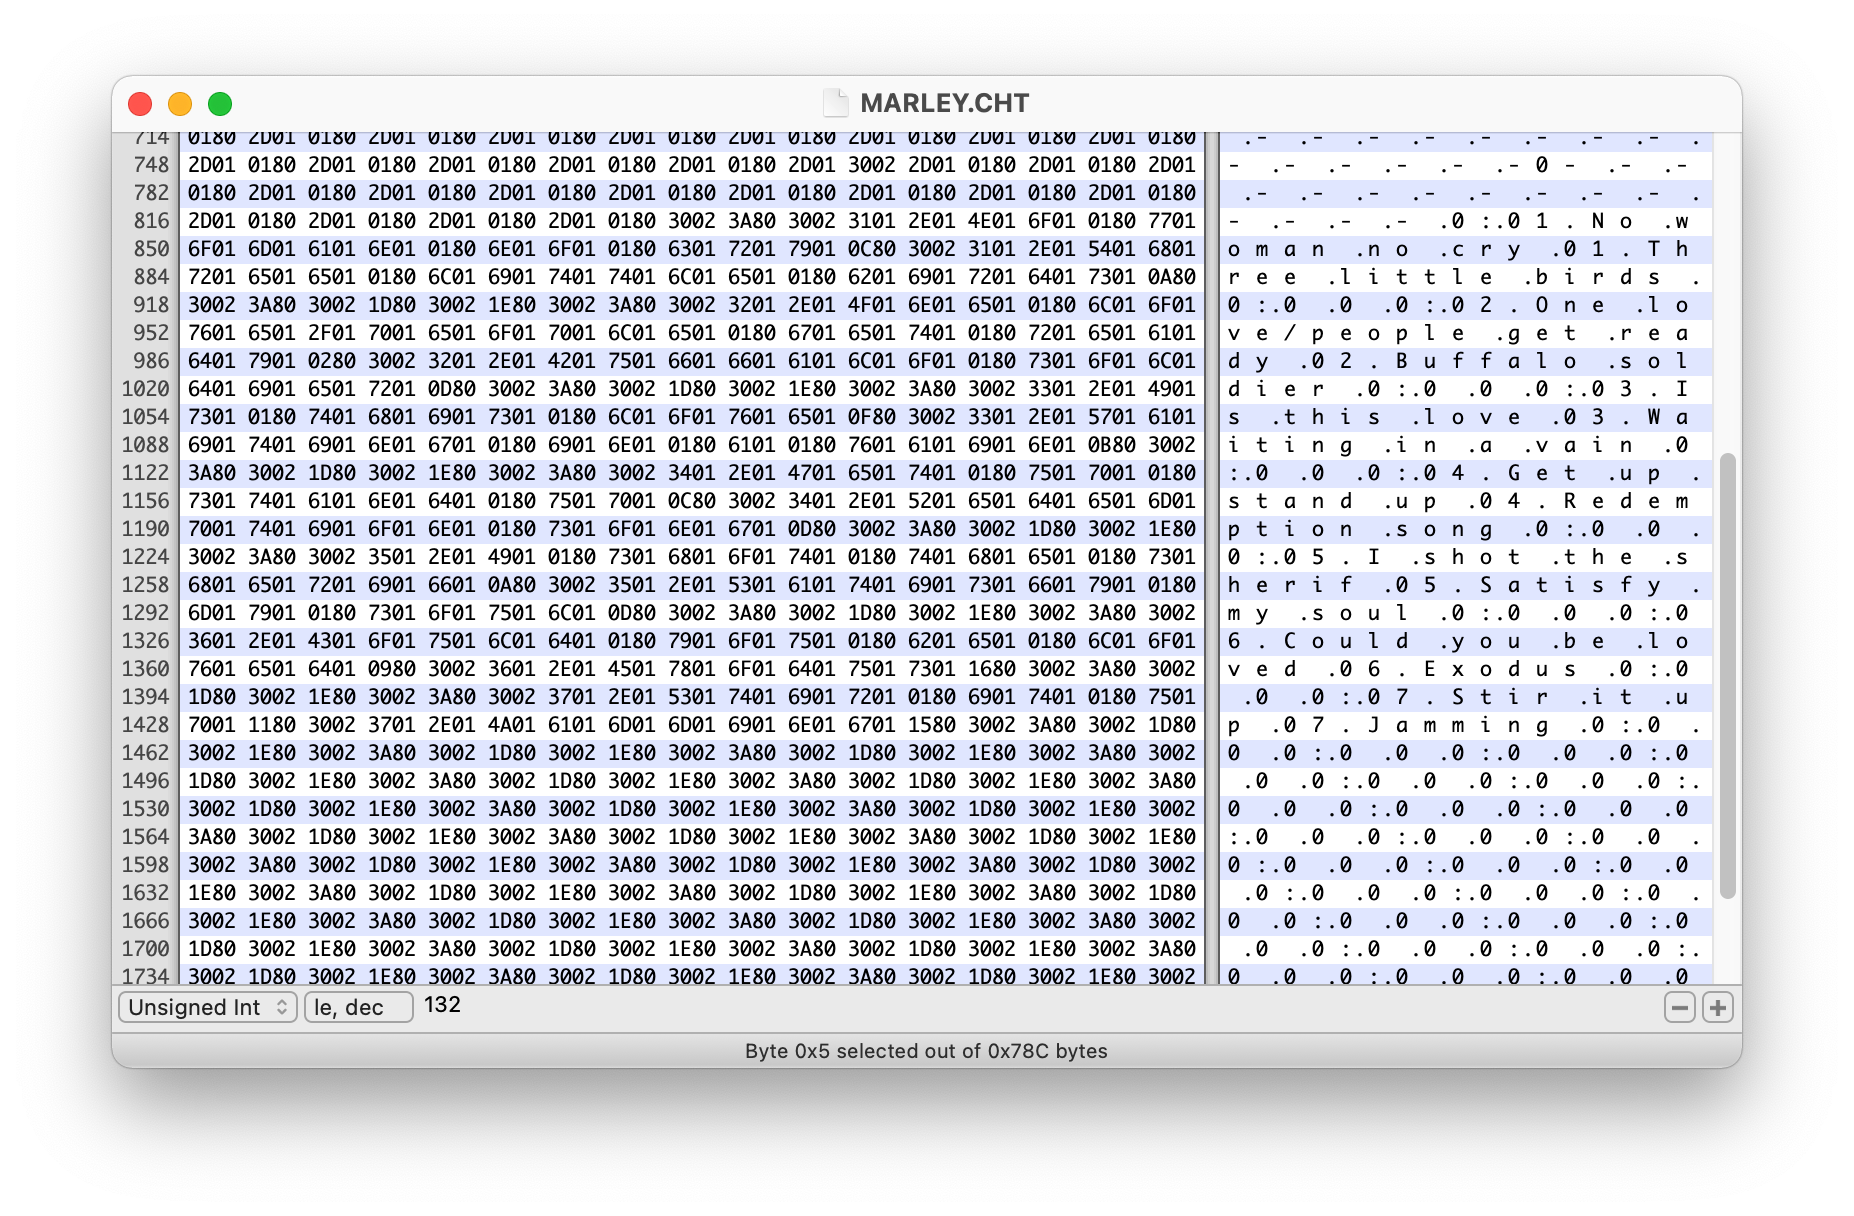 MARLEY.CHT
714 0180 2D01 0180 2D01 0180 2D01 0180 2D01 0180 2D01 0180 2D01 0180 2D01 0180 2D01 0180 .- .- .- .- .- .- .- .- .
748 2D01 0180 2D01 0180 2D01 0180 2D01 0180 2D01 0180 2D01 3002 2D01 0180 2D01 0180 2D01 - .- .- .- .- .- 0 - .- .-
782 0180 2D01 0180 2D01 0180 2D01 0180 2D01 0180 2D01 0180 2D01 0180 2D01 0180 2D01 0180 .- .- .- .- .- .- .- .- .
816 2D01 0180 2D01 0180 2D01 0180 2D01 0180 3002 3A80 3002 3101 2E01 4E01 6F01 0180 7701 - .- .- .- .0 :.0 1 . N o .w
850 6F01 6D01 6101 6E01 0180 6E01 6F01 0180 6301 7201 7901 0C80 3002 3101 2E01 5401 6801 o m a n .n o .c r y .0 1 . T h
884 7201 6501 6501 0180 6C01 6901 7401 7401 6C01 6501 0180 6201 6901 7201 6401 7301 0A80 r e e .l i t t l e .b i r d s .
918 3002 3A80 3002 1D80 3002 1E80 3002 3A80 3002 3201 2E01 4F01 6E01 6501 0180 6C01 6F01 0 :.0 .0 .0 :.0 2 . O n e .l o
952 7601 6501 2F01 7001 6501 6F01 7001 6C01 6501 0180 6701 6501 7401 0180 7201 6501 6101 v e / p e o p l e .g e t .r e a
986 6401 7901 0280 3002 3201 2E01 4201 7501 6601 6601 6101 6C01 6F01 0180 7301 6F01 6C01 d y .0 2 . B u f f a l o .s o l
1020 6401 6901 6501 7201 0D80 3002 3A80 3002 1D80 3002 1E80 3002 3A80 3002 3301 2E01 4901 d i e r .0 :.0 .0 .0 :.0 3 . I
1054 7301 0180 7401 6801 6901 7301 0180 6C01 6F01 7601 6501 0F80 3002 3301 2E01 5701 6101 s .t h i s .l o v e .0 3 . W a
1088 6901 7401 6901 6E01 6701 0180 6901 6E01 0180 6101 0180 7601 6101 6901 6E01 0B80 3002 i t i n g .i n .a .v a i n .0
1122 3A80 3002 1D80 3002 1E80 3002 3A80 3002 3401 2E01 4701 6501 7401 0180 7501 7001 0180 :.0 .0 .0 :.0 4 . G e t .u p .
1156 7301 7401 6101 6E01 6401 0180 7501 7001 0C80 3002 3401 2E01 5201 6501 6401 6501 6D01 s t a n d .u p .0 4 . R e d e m
1190 7001 7401 6901 6F01 6E01 0180 7301 6F01 6E01 6701 0D80 3002 3A80 3002 1D80 3002 1E80 p t i o n .s o n g .0 :.0 .0 .
1224 3002 3A80 3002 3501 2E01 4901 0180 7301 6801 6F01 7401 0180 7401 6801 6501 0180 7301 0 :.0 5 . I .s h o t .t h e .s
1258 6801 6501 7201 6901 6601 0A80 3002 3501 2E01 5301 6101 7401 6901 7301 6601 7901 0180 h e r i f .0 5 . S a t i s f y .
1292 6D01 7901 0180 7301 6F01 7501 6C01 0D80 3002 3A80 3002 1D80 3002 1E80 3002 3A80 3002 m y .s o u l .0 :.0 .0 .0 :.0
1326 3601 2E01 4301 6F01 7501 6C01 6401 0180 7901 6F01 7501 0180 6201 6501 0180 6C01 6F01 6 . C o u l d .y o u .b e .l o
1360 7601 6501 6401 0980 3002 3601 2E01 4501 7801 6F01 6401 7501 7301 1680 3002 3A80 3002 v e d .0 6 . E x o d u s .0 :.0
1394 1D80 3002 1E80 3002 3A80 3002 3701 2E01 5301 7401 6901 7201 0180 6901 7401 0180 7501 .0 .0 :.0 7 . S t i r .i t .u
1428 7001 1180 3002 3701 2E01 4A01 6101 6D01 6D01 6901 6E01 6701 1580 3002 3A80 3002 1D80 p .0 7 . J a m m i n g .0 :.0 .
1462 3002 1E80 3002 3A80 3002 1D80 3002 1E80 3002 3A80 3002 1D80 3002 1E80 3002 3A80 3002 0 .0 :.0 .0 .0 :.0 .0 .0 :.0
1496 1D80 3002 1E80 3002 3A80 3002 1D80 3002 1E80 3002 3A80 3002 1D80 3002 1E80 3002 3A80 .0 .0 :.0 .0 .0 :.0 .0 .0 :.
1530 3002 1D80 3002 1E80 3002 3A80 3002 1D80 3002 1E80 3002 3A80 3002 1D80 3002 1E80 3002 0 .0 .0 :.0 .0 .0 :.0 .0 .0
1564 3A80 3002 1D80 3002 1E80 3002 3A80 3002 1D80 3002 1E80 3002 3A80 3002 1D80 3002 1E80 :.0 .0 .0 :.0 .0 .0 :.0 .0 .
1598 3002 3A80 3002 1D80 3002 1E80 3002 3A80 3002 1D80 3002 1E80 3002 3A80 3002 1D80 3002 0 :.0 .0 .0 :.0 .0 .0 :.0 .0
1632 1E80 3002 3A80 3002 1D80 3002 1E80 3002 3A80 3002 1D80 3002 1E80 3002 3A80 3002 1D80 .0 :.0 .0 .0 :.0 .0 .0 :.0 .
1666 3002 1E80 3002 3A80 3002 1D80 3002 1E80 3002 3A80 3002 1D80 3002 1E80 3002 3A80 3002 0 .0 :.0 .0 .0 :.0 .0 .0 :.0
1700 1D80 3002 1E80 3002 3A80 3002 1D80 3002 1E80 3002 3A80 3002 1D80 3002 1E80 3002 3A80 .0 .0 :.0 .0 .0 :.0 .0 .0 :.
1734 3002 1D80 3002 1E80 3002 3A80 3002 1D80 3002 1E80 3002 3A80 3002 1D80 3002 1E80 3002 0 .0 .0 :.0 .0 .0 :.0 .0 .0
Unsigned Int le, dec 132
Byte 0x5 selected out of 0x78C bytes